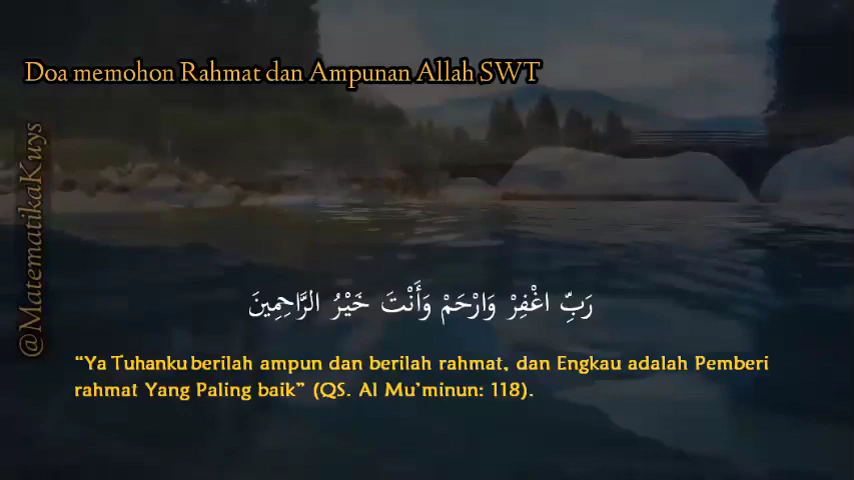 Doa memohon Rahmat dan Ampunan Allah SWT
@MatematikaKuys
رَبِّ اغْفِرْ وَارْحَمْ وَأَنْتَ خَيْرُ الرَّاحِمِينَ
“Ya Tuhanku berilah ampun dan berilah rahmat, dan Engkau adalah Pemberi
rahmat Yang Paling baik” (QS. Al Mu'minun: 118).